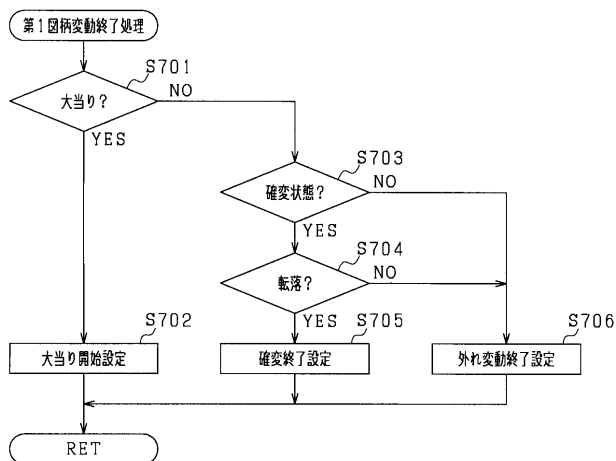 第1図柄変動終了処理
S701
大当り?
NO
YES
S703
確変状態?
NO
YES
S704
転落?
NO
YES
S702
大当り開始設定
S705
確変終了設定
S706
外れ変動終了設定
RET